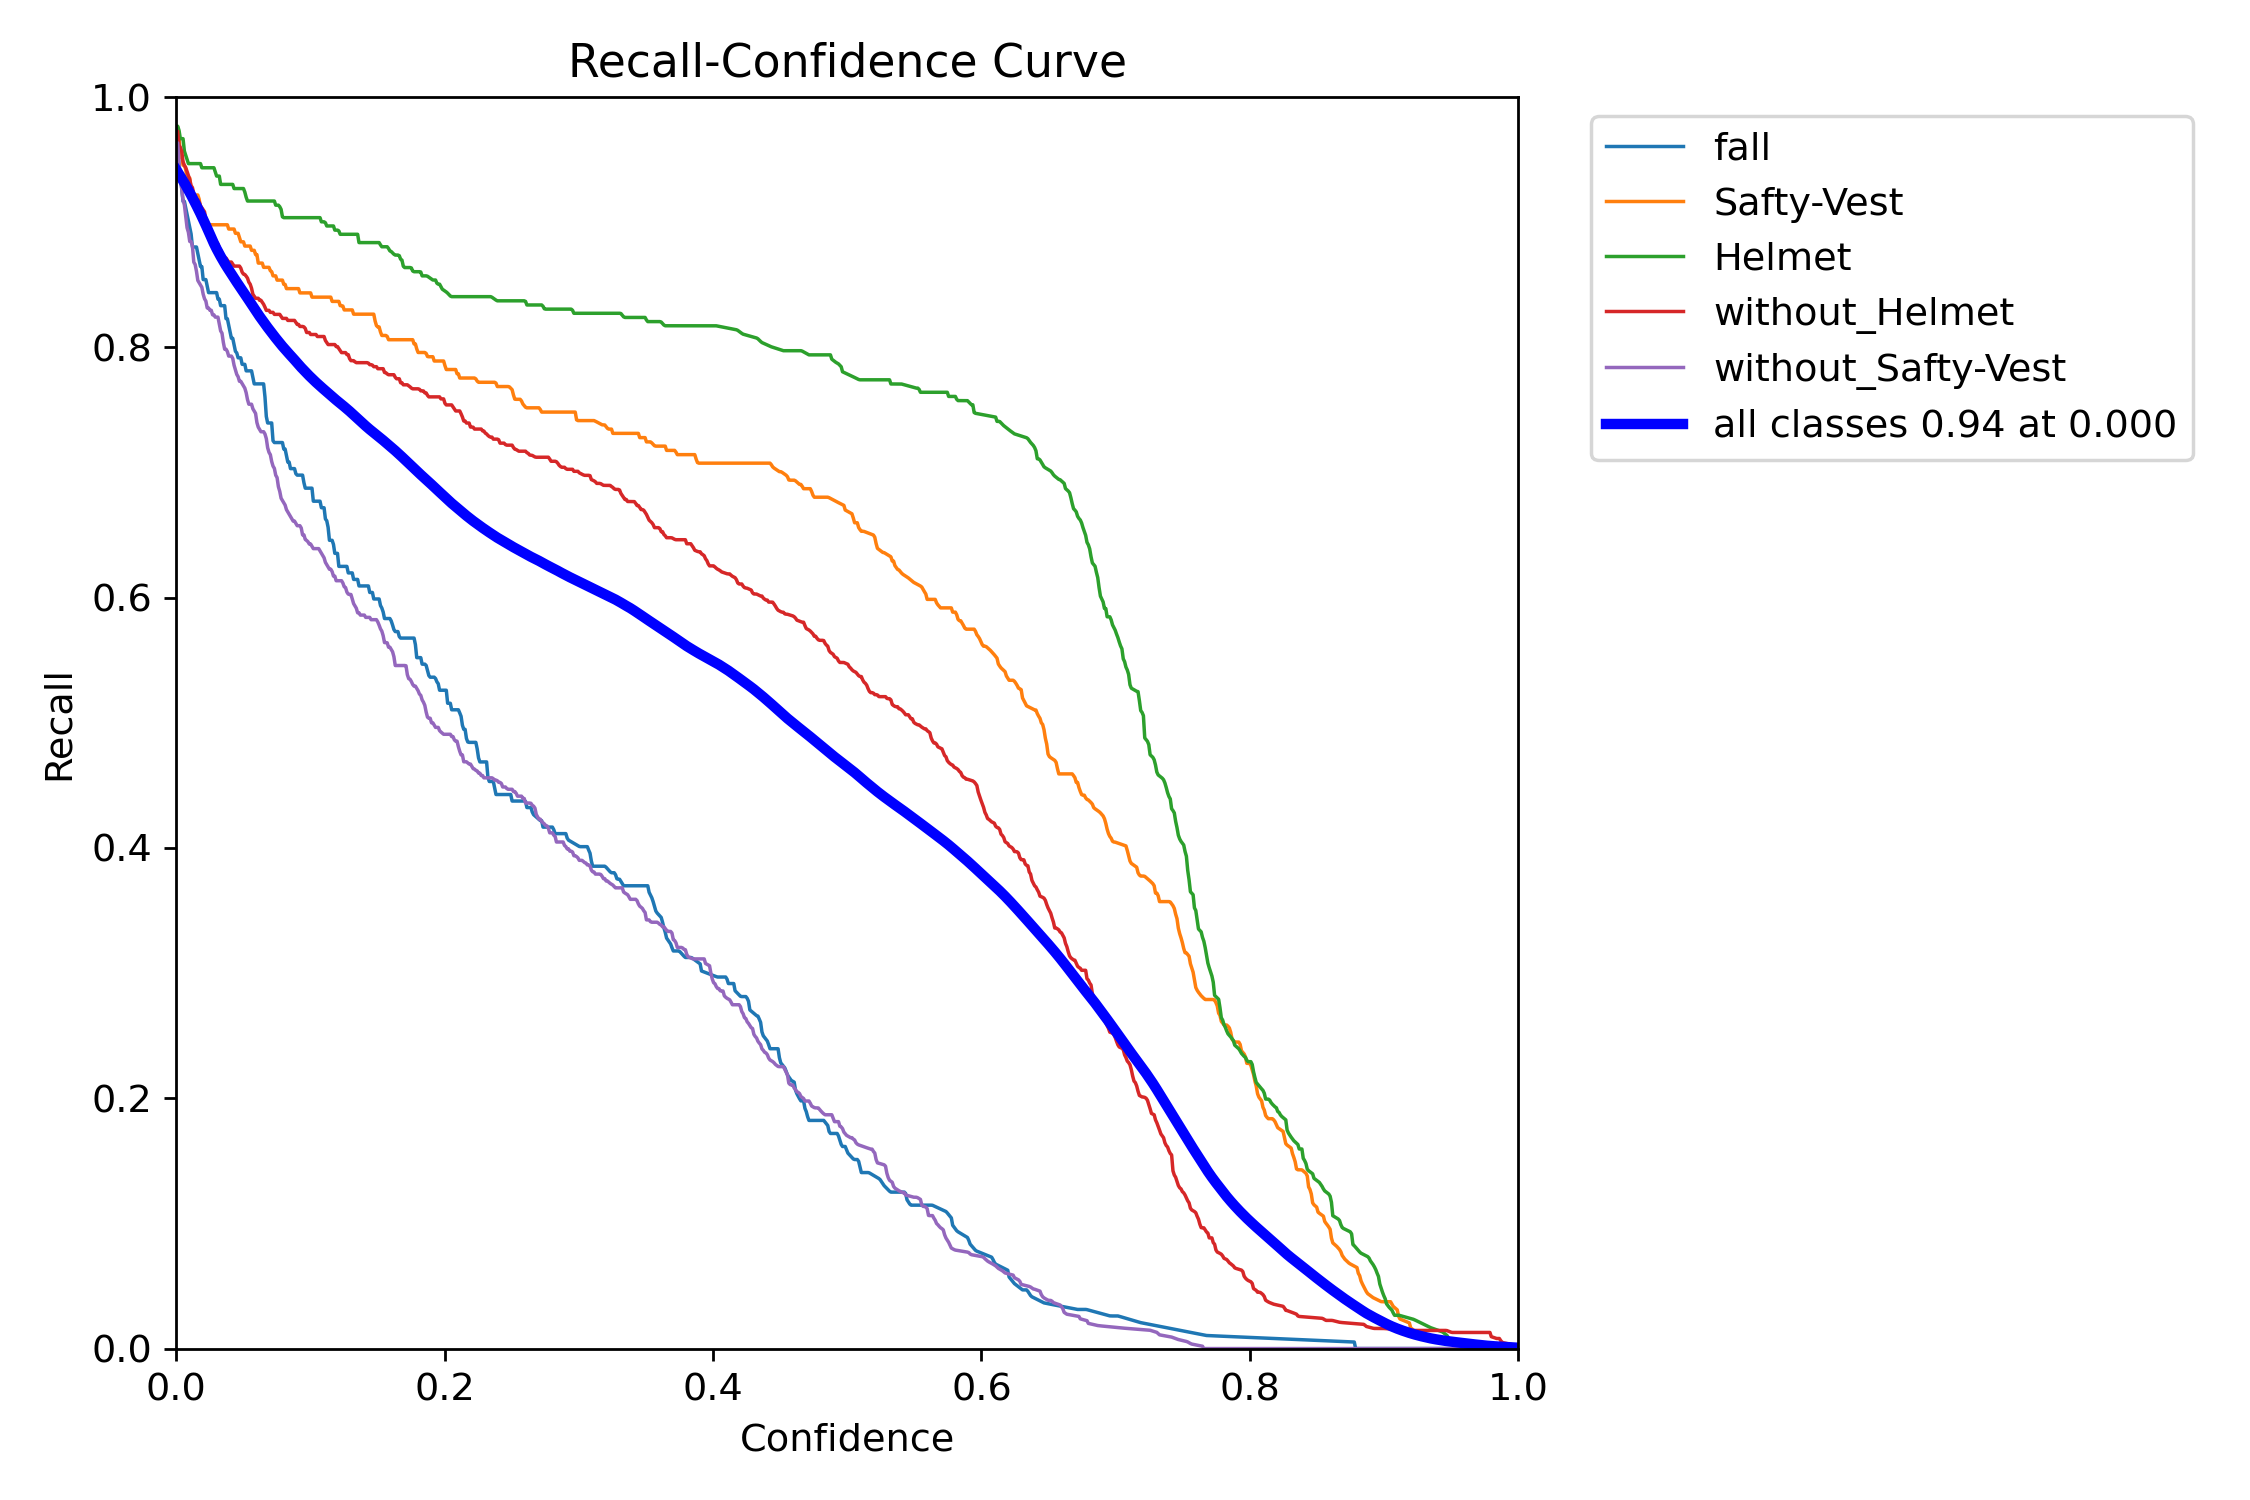 Recall-Confidence Curve
1.0
0.8
0.6
0.4
0.2
0.0
Recall
0.0 0.2 0.4 0.6 0.8 1.0
Confidence
fall
Safty-Vest
Helmet
without_Helmet
without_Safty-Vest
all classes 0.94 at 0.000